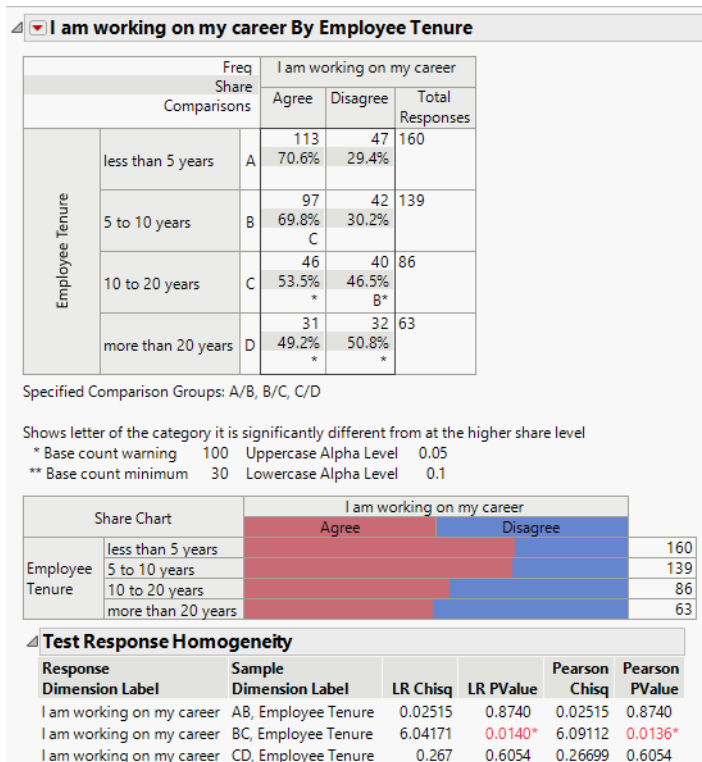 I am working on my career By Employee Tenure
Freq I am working on my career
Share
Comparisons Agree Disagree Total Responses
Employee Tenure
less than 5 years A 113 47 160
70.6% 29.4%
5 to 10 years B 97 42 139
69.8% 30.2%
C
10 to 20 years C 46 40 86
53.5% 46.5%
* B*
more than 20 years D 31 32 63
49.2% 50.8%
* *
Specified Comparison Groups: A/B, B/C, C/D
Shows letter of the category it is significantly different from at the higher share level
* Base count warning 100 Uppercase Alpha Level 0.05
** Base count minimum 30 Lowercase Alpha Level 0.1
Share Chart I am working on my career
Agree Disagree
Employee Tenure
less than 5 years 160
5 to 10 years 139
10 to 20 years 86
more than 20 years 63
Test Response Homogeneity
Response Sample Pearson Pearson
Dimension Label Dimension Label LR Chisq LR PValue Chisq PValue
I am working on my career AB, Employee Tenure 0.02515 0.8740 0.02515 0.8740
I am working on my career BC, Employee Tenure 6.04171 0.0140* 6.09112 0.0136*
I am working on my career CD, Employee Tenure 0.267 0.6054 0.26699 0.6054